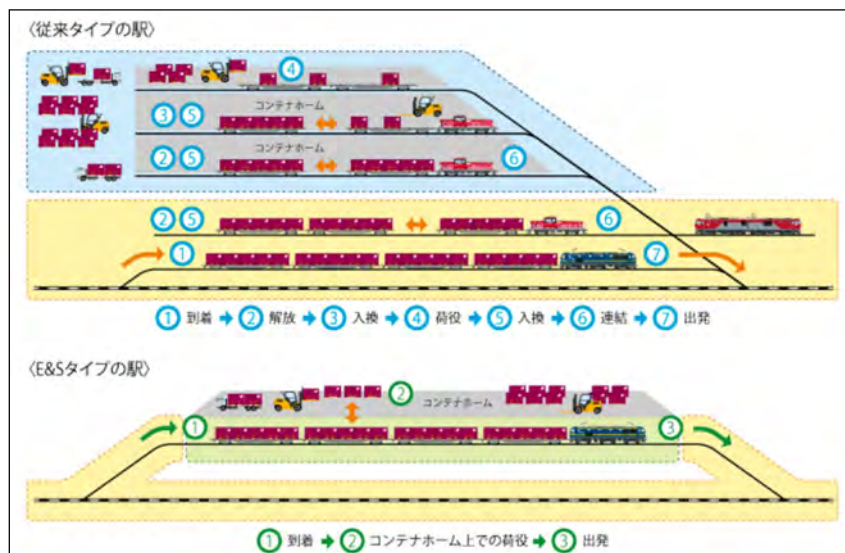 〈従来タイプの駅〉
④
コンテナホーム
③ ⑤
コンテナホーム
② ⑤
⑥
② ⑤
⑥
①
⑦
① 到着 ➡ ② 解放 ➡ ③ 入換 ➡ ④ 荷役 ➡ ⑤ 入換 ➡ ⑥ 連結 ➡ ⑦ 出発
〈E&Sタイプの駅〉
②
コンテナホーム
①
③
① 到着 ➡ ② コンテナホーム上での荷役 ➡ ③ 出発